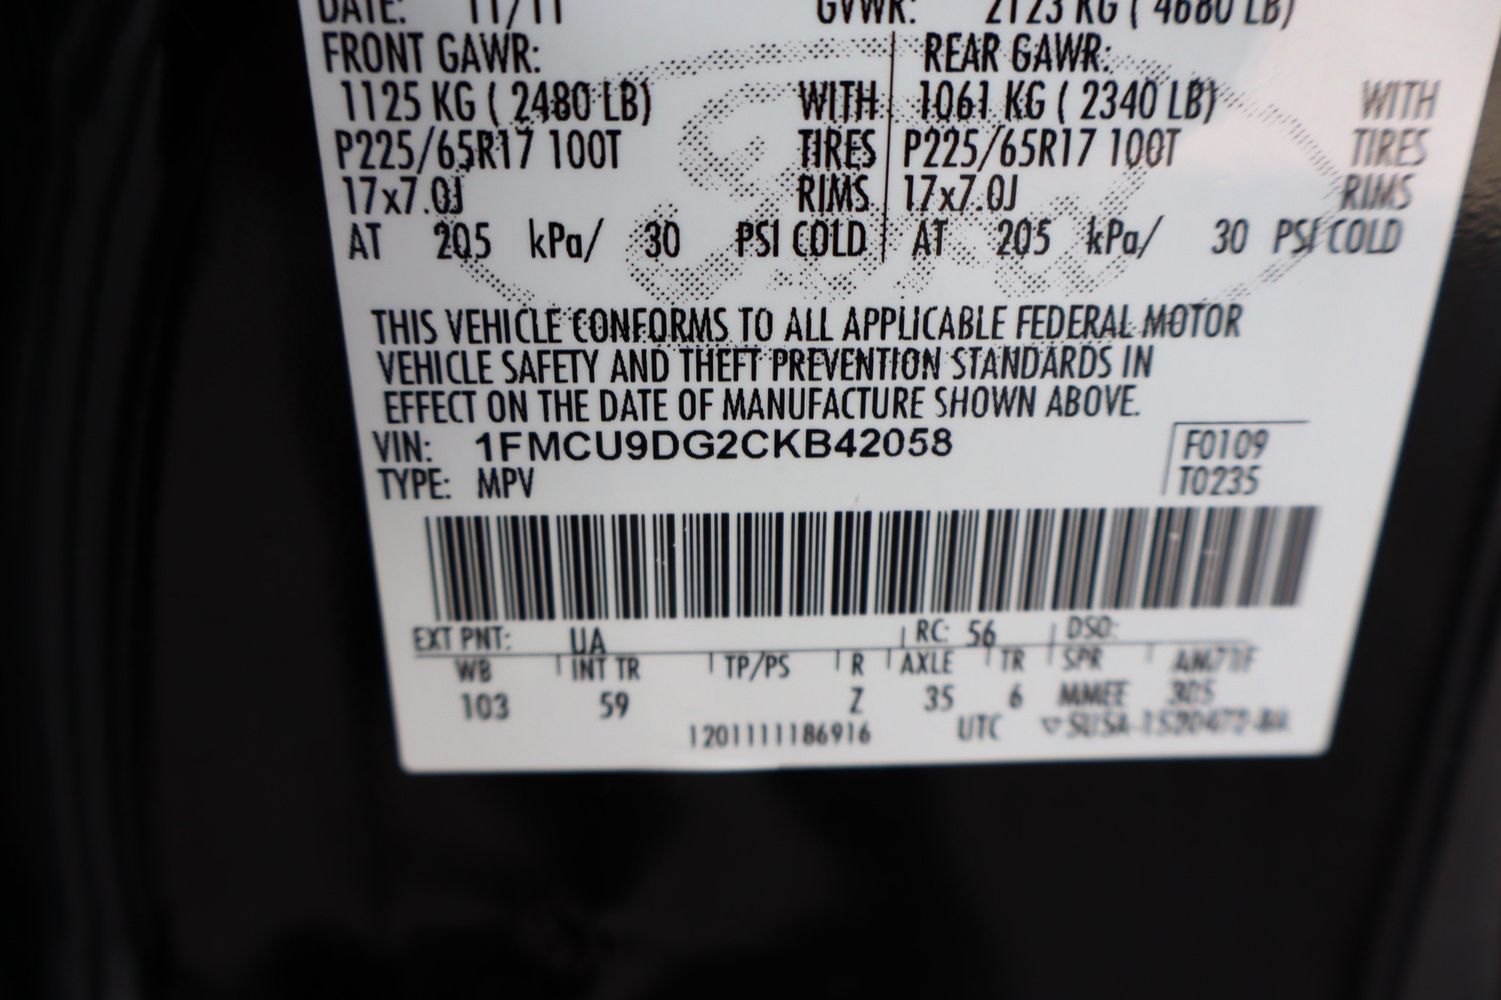 DATE: 11/11 GVWR: 2123 KG ( 4680 LB)
FRONT GAWR: REAR GAWR:
1125 KG ( 2480 LB) WITH 1061 KG ( 2340 LB) WITH
P225/65R17 100T TIRES P225/65R17 100T TIRES
17x7.0J RIMS 17x7.0J RIMS
AT 205 kPa/ 30 PSI COLD AT 205 kPa/ 30 PSI COLD
THIS VEHICLE CONFORMS TO ALL APPLICABLE FEDERAL MOTOR
VEHICLE SAFETY AND THEFT PREVENTION STANDARDS IN
EFFECT ON THE DATE OF MANUFACTURE SHOWN ABOVE.
VIN: 1FMCU9DG2CKB42058 F0109
TYPE: MPV T0235
EXT PNT: UA RC: 56 DSO:
WB INT TR TP/PS R AXLE TR SPR
103 59 Z 35 6 MMEE 305
1201111186916 UTC